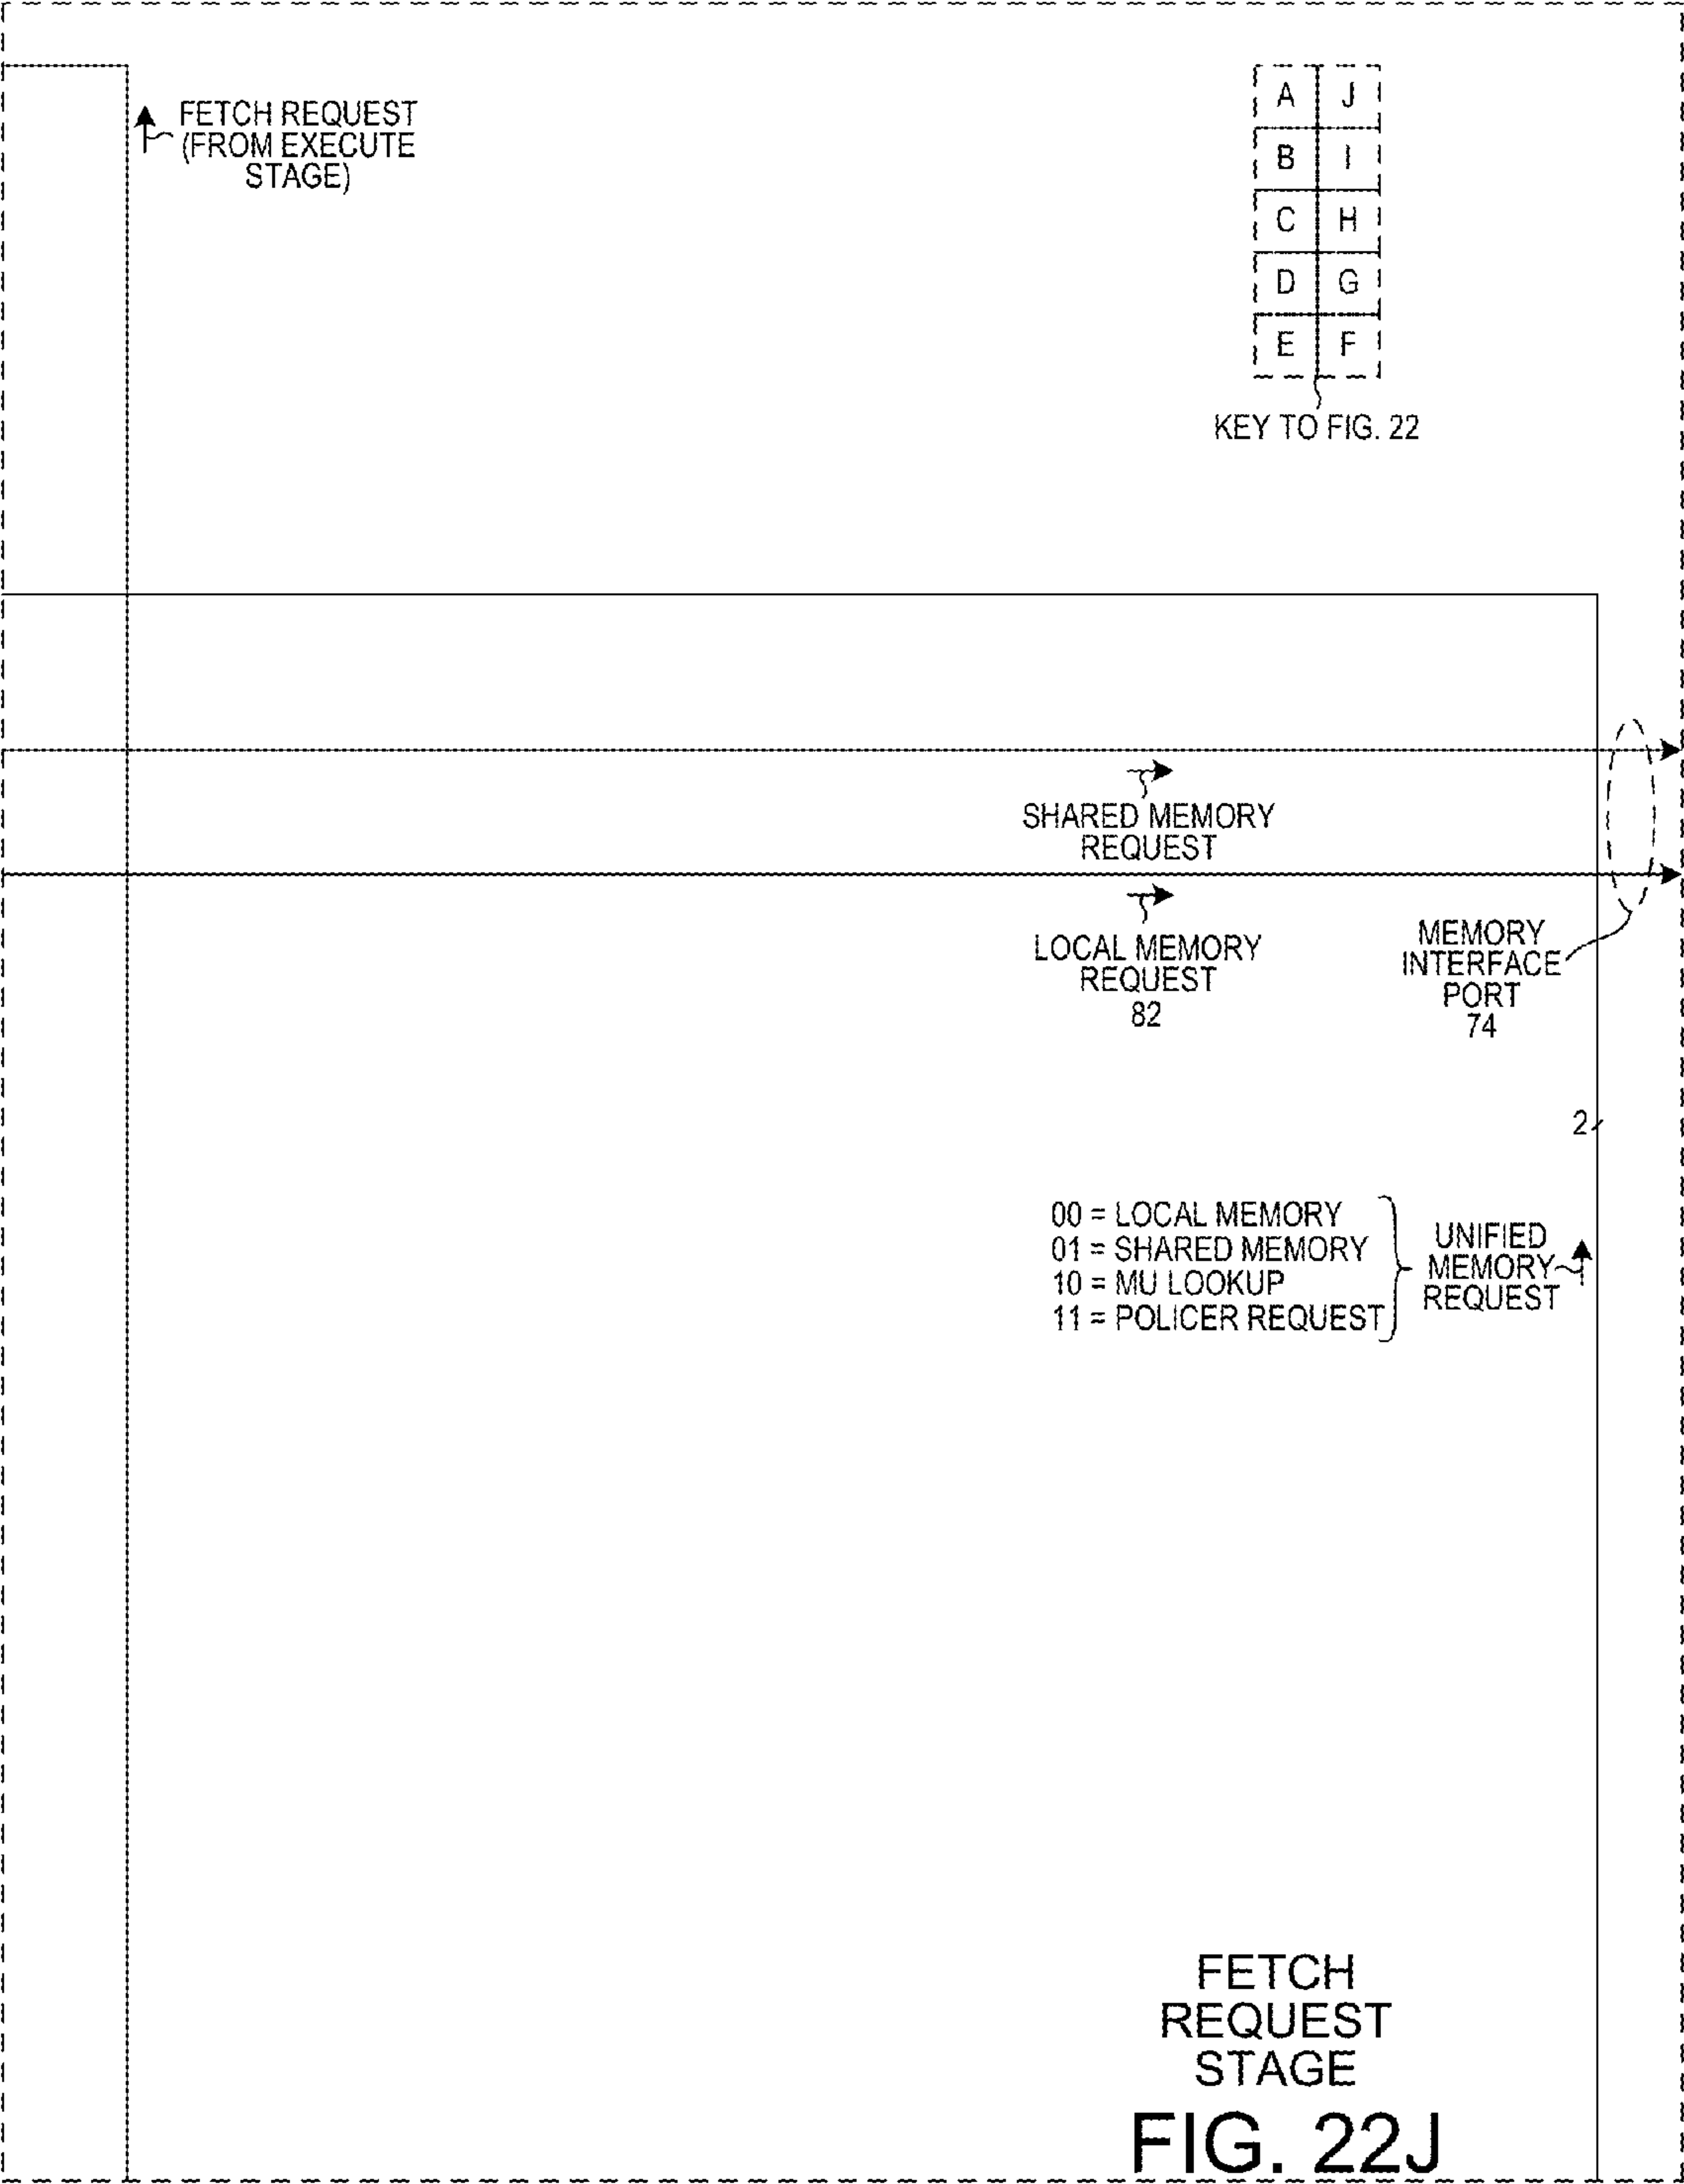 FETCH REQUEST
(FROM EXECUTE
STAGE)
A J
B I
C H
D G
E F
KEY TO FIG. 22
SHARED MEMORY
REQUEST
LOCAL MEMORY
REQUEST
82
MEMORY
INTERFACE
PORT
74
2
00 = LOCAL MEMORY
01 = SHARED MEMORY
10 = MU LOOKUP
11 = POLICER REQUEST
UNIFIED
MEMORY
REQUEST
FETCH
REQUEST
STAGE
FIG. 22J